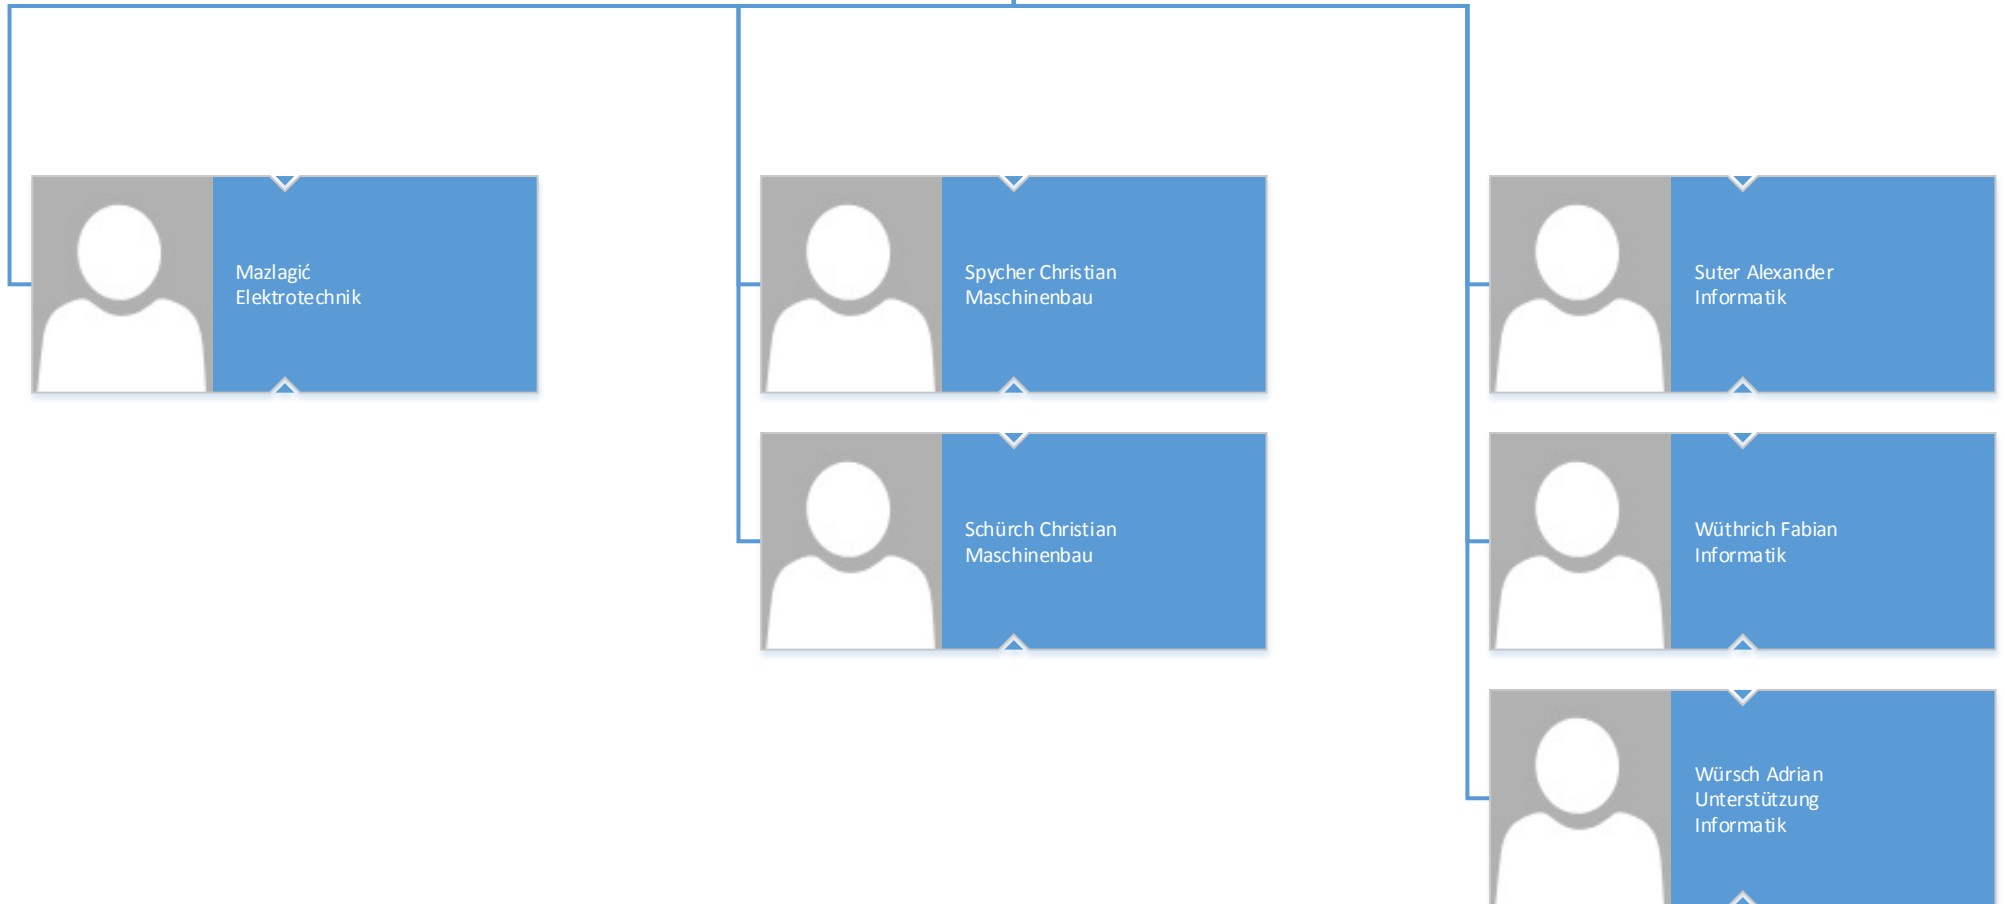 Mazlagić
Elektrotechnik
Spycher Christian
Maschinenbau
Suter Alexander
Informatik
Schürch Christian
Maschinenbau
Wüthrich Fabian
Informatik
Würsch Adrian
Unterstützung
Informatik